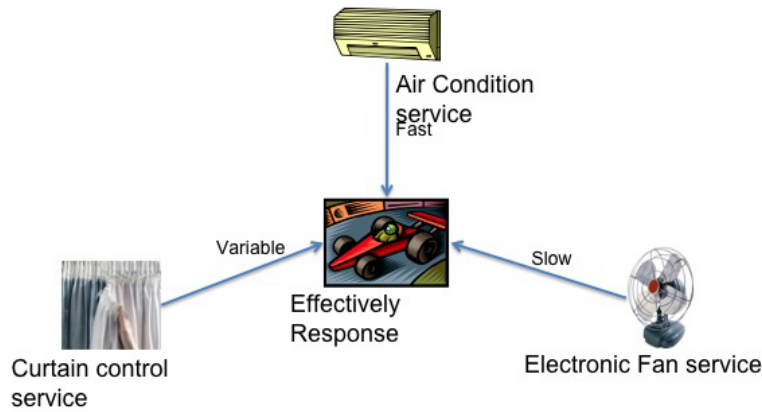 Air Condition
service
Fast
Variable
Slow
Effectively
Response
Electronic Fan service
Curtain control
service